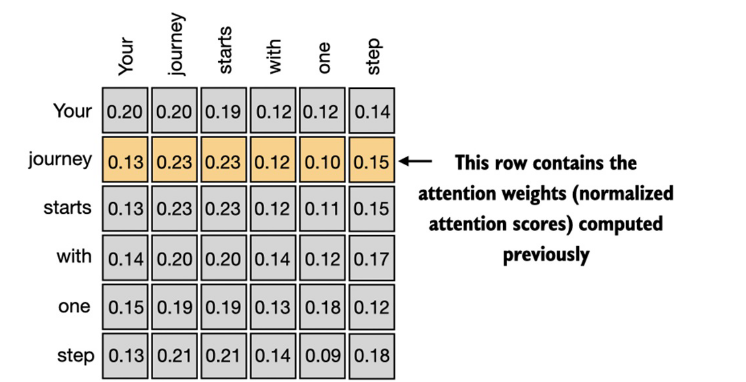 Your journey starts with one step
Your 0.20 0.20 0.19 0.12 0.12 0.14
journey 0.13 0.23 0.23 0.12 0.10 0.15
This row contains the
attention weights (normalized
attention scores) computed
previously
starts 0.13 0.23 0.23 0.12 0.11 0.15
with 0.14 0.20 0.20 0.14 0.12 0.17
one 0.15 0.19 0.19 0.13 0.18 0.12
step 0.13 0.21 0.21 0.14 0.09 0.18